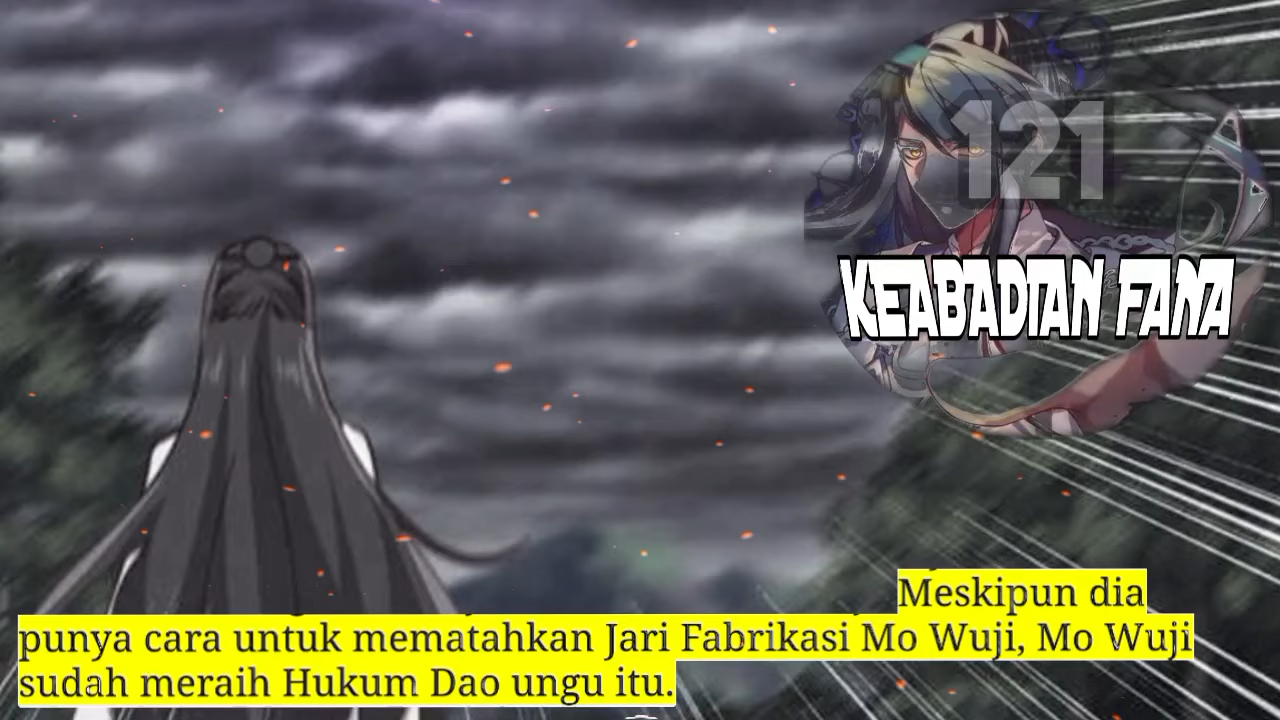 121
KEABADIAN FANA
Meskipun dia
punya cara untuk mematahkan Jari Fabrikasi Mo Wuji, Mo Wuji
sudah meraih Hukum Dao ungu itu.